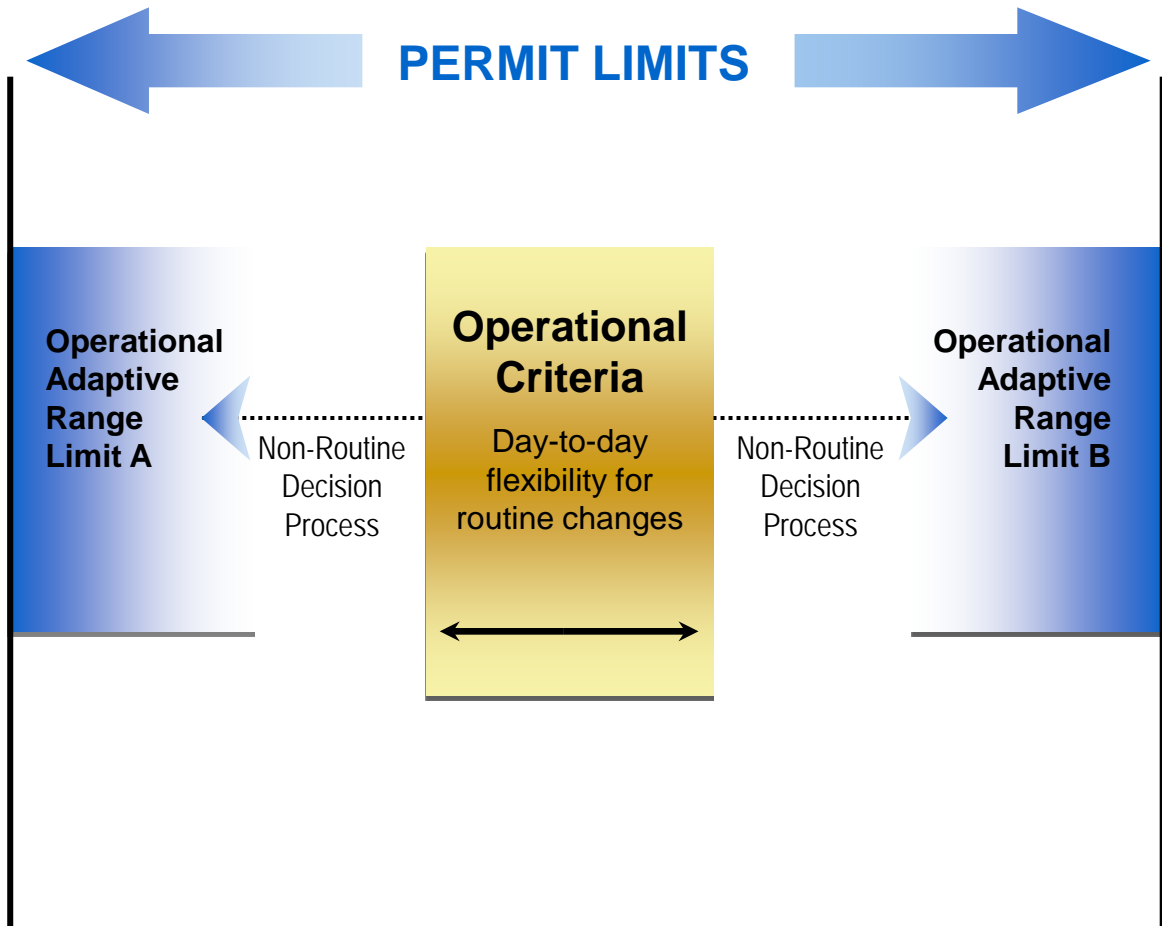 PERMIT LIMITS
Operational
Adaptive
Range
Limit A
Non-Routine
Decision
Process
Operational
Criteria
Day-to-day
flexibility for
routine changes
Non-Routine
Decision
Process
Operational
Adaptive
Range
Limit B